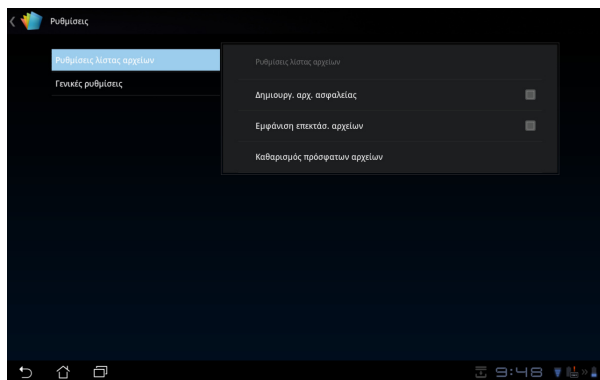 Ρυθμίσεις
Ρυθμίσεις λίστας αρχείων
Γενικές ρυθμίσεις
Ρυθμίσεις λίστας αρχείων
Δημιουργ. αρχ. ασφαλείας
Εμφάνιση επεκτάσ. αρχείων
Καθαρισμός πρόσφατων αρχείων
9:48